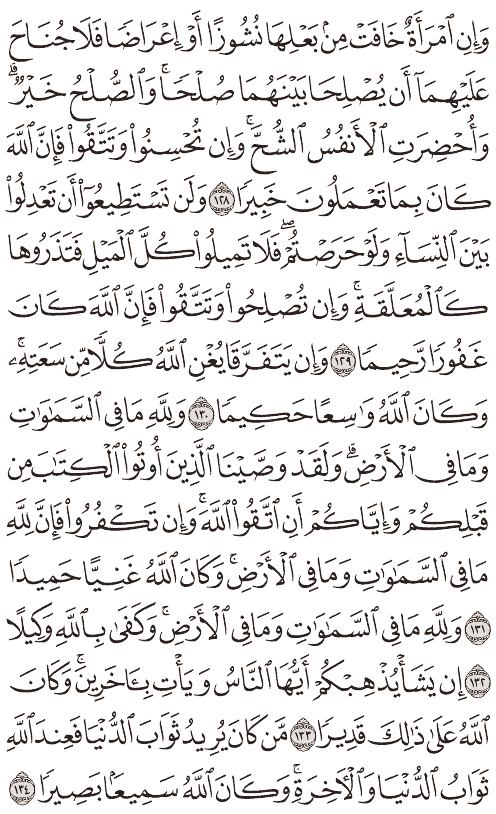 وَإِنِ ٱمۡرَأَةٌ خَافَتۡ مِنۢ بَعۡلِهَا نُشُوزًا أَوۡ إِعۡرَاضٗا فَلَا جُنَاحَ
عَلَيۡهِمَآ أَن يُصۡلِحَا بَيۡنَهُمَا صُلۡحٗاۚ وَٱلصُّلۡحُ خَيۡرٞۗ
وَأُحۡضِرَتِ ٱلۡأَنفُسُ ٱلشُّحَّۚ وَإِن تُحۡسِنُواْ وَتَتَّقُواْ فَإِنَّ ٱللَّهَ
كَانَ بِمَا تَعۡمَلُونَ خَبِيرٗا ١٢٨ وَلَن تَسۡتَطِيعُوٓاْ أَن تَعۡدِلُواْ
بَيۡنَ ٱلنِّسَآءِ وَلَوۡ حَرَصۡتُمۡۖ فَلَا تَمِيلُواْ كُلَّ ٱلۡمَيۡلِ فَتَذَرُوهَا
كَٱلۡمُعَلَّقَةِۚ وَإِن تُصۡلِحُواْ وَتَتَّقُواْ فَإِنَّ ٱللَّهَ كَانَ
غَفُورٗا رَّحِيمٗا ١٢٩ وَإِن يَتَفَرَّقَا يُغۡنِ ٱللَّهُ كُلّٗا مِّن سَعَتِهِۦۚ
وَكَانَ ٱللَّهُ وَٰسِعًا حَكِيمٗا ١٣٠ وَلِلَّهِ مَا فِي ٱلسَّمَٰوَٰتِ
وَمَا فِي ٱلۡأَرۡضِۗ وَلَقَدۡ وَصَّيۡنَا ٱلَّذِينَ أُوتُواْ ٱلۡكِتَٰبَ مِن
قَبۡلِكُمۡ وَإِيَّاكُمۡ أَنِ ٱتَّقُواْ ٱللَّهَۚ وَإِن تَكۡفُرُواْ فَإِنَّ لِلَّهِ
مَا فِي ٱلسَّمَٰوَٰتِ وَمَا فِي ٱلۡأَرۡضِۚ وَكَانَ ٱللَّهُ غَنِيًّا حَمِيدٗا
١٣١ وَلِلَّهِ مَا فِي ٱلسَّمَٰوَٰتِ وَمَا فِي ٱلۡأَرۡضِۚ وَكَفَىٰ بِٱللَّهِ وَكِيلًا
١٣٢ إِن يَشَأۡ يُذۡهِبۡكُمۡ أَيُّهَا ٱلنَّاسُ وَيَأۡتِ بِـَٔاخَرِينَۚ وَكَانَ
ٱللَّهُ عَلَىٰ ذَٰلِكَ قَدِيرٗا ١٣٣ مَّن كَانَ يُرِيدُ ثَوَابَ ٱلدُّنۡيَا فَعِندَ ٱللَّهِ
ثَوَابُ ٱلدُّنۡيَا وَٱلۡأٓخِرَةِۚ وَكَانَ ٱللَّهُ سَمِيعَۢا بَصِيرٗا ١٣٤